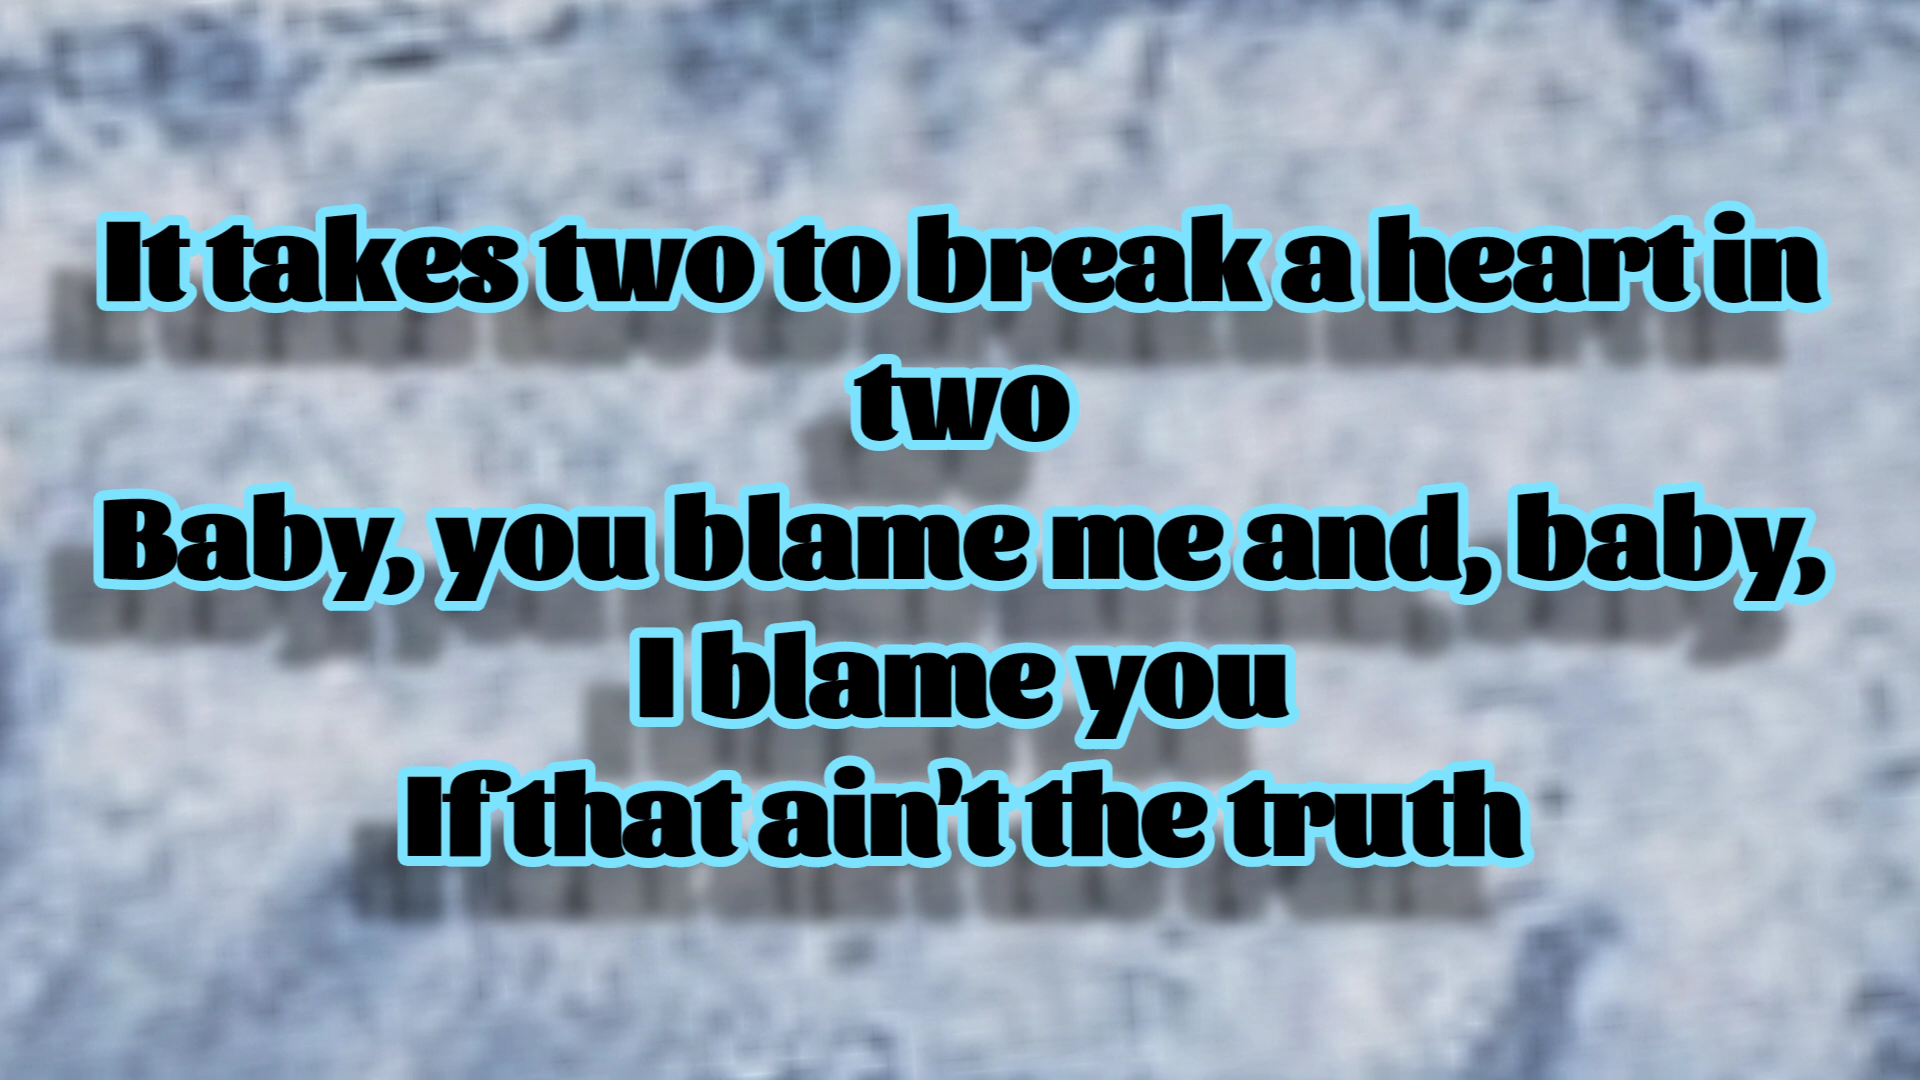 It takes two to break a heart in
two
Baby, you blame me and, baby,
I blame you
If that ain't the truth